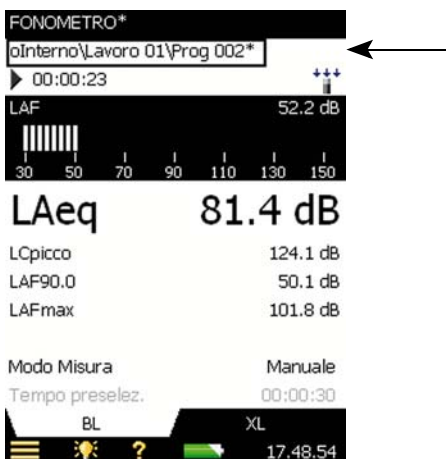 FONOMETRO*
oInterno\Lavoro 01\Prog 002*
00:00:23
LAF 52.2 dB
30 50 70 90 110 130 150
LAeq 81.4 dB
LCpicco 124.1 dB
LAF90.0 50.1 dB
LAFmax 101.8 dB
Modo Misura Manuale
Tempo preselez. 00:00:30
BL XL
? 17.48.54